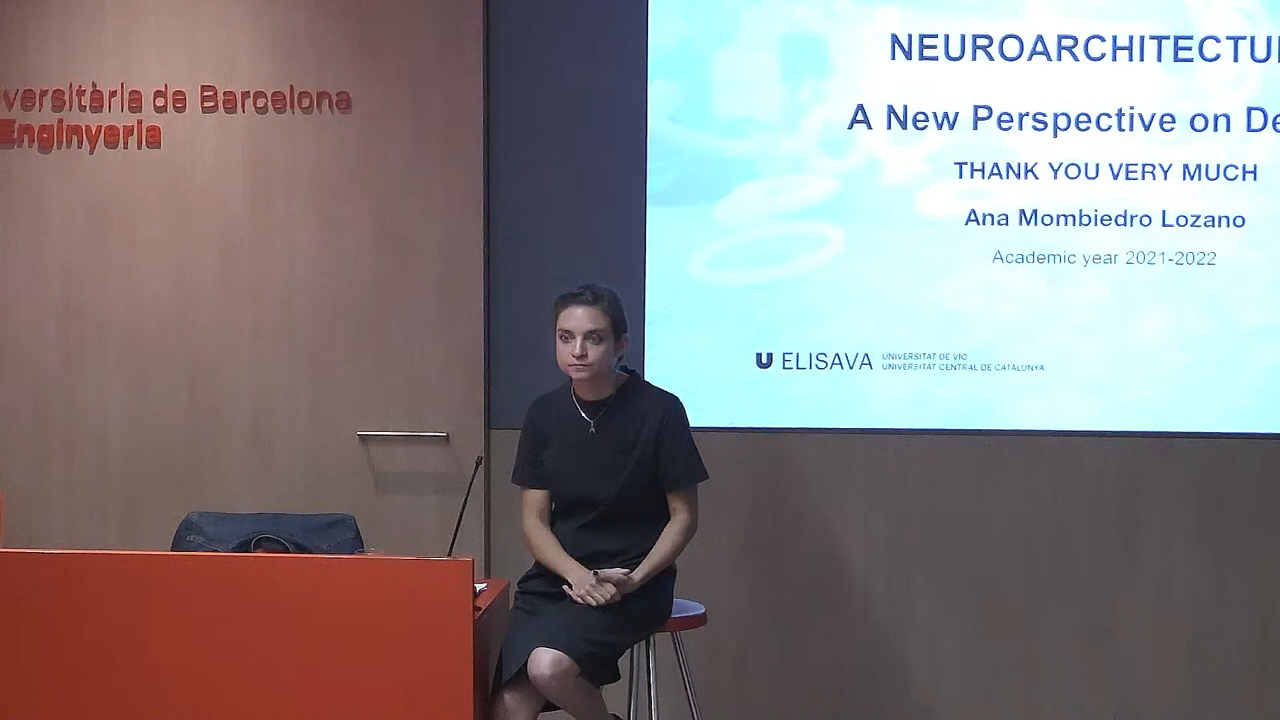 versitària de Barcelona
Enginyeria
NEUROARCHITECTU
A New Perspective on De
THANK YOU VERY MUCH
Ana Mombiedro Lozano
Academic year 2021-2022
U ELISAVA
UNIVERSITAT DE VIC
UNIVERSITAT CENTRAL DE CATALUNYA